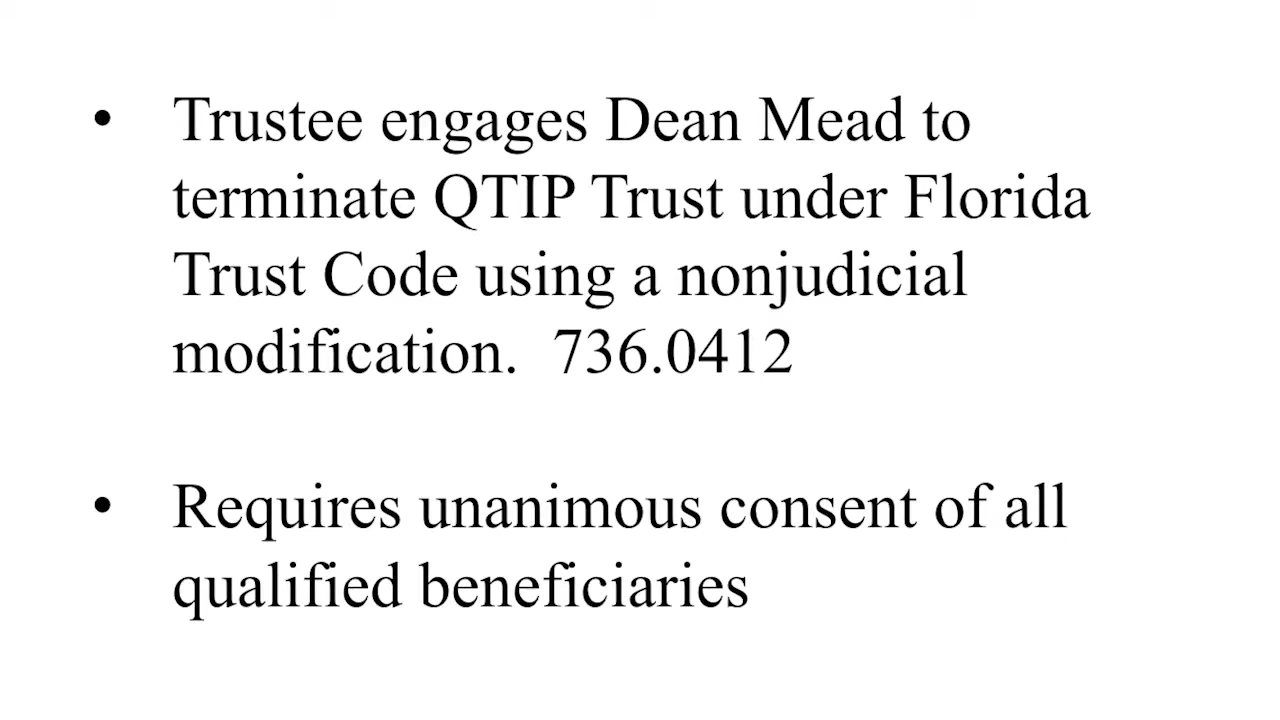 • Trustee engages Dean Mead to
terminate QTIP Trust under Florida
Trust Code using a nonjudicial
modification.  736.0412
• Requires unanimous consent of all
qualified beneficiaries